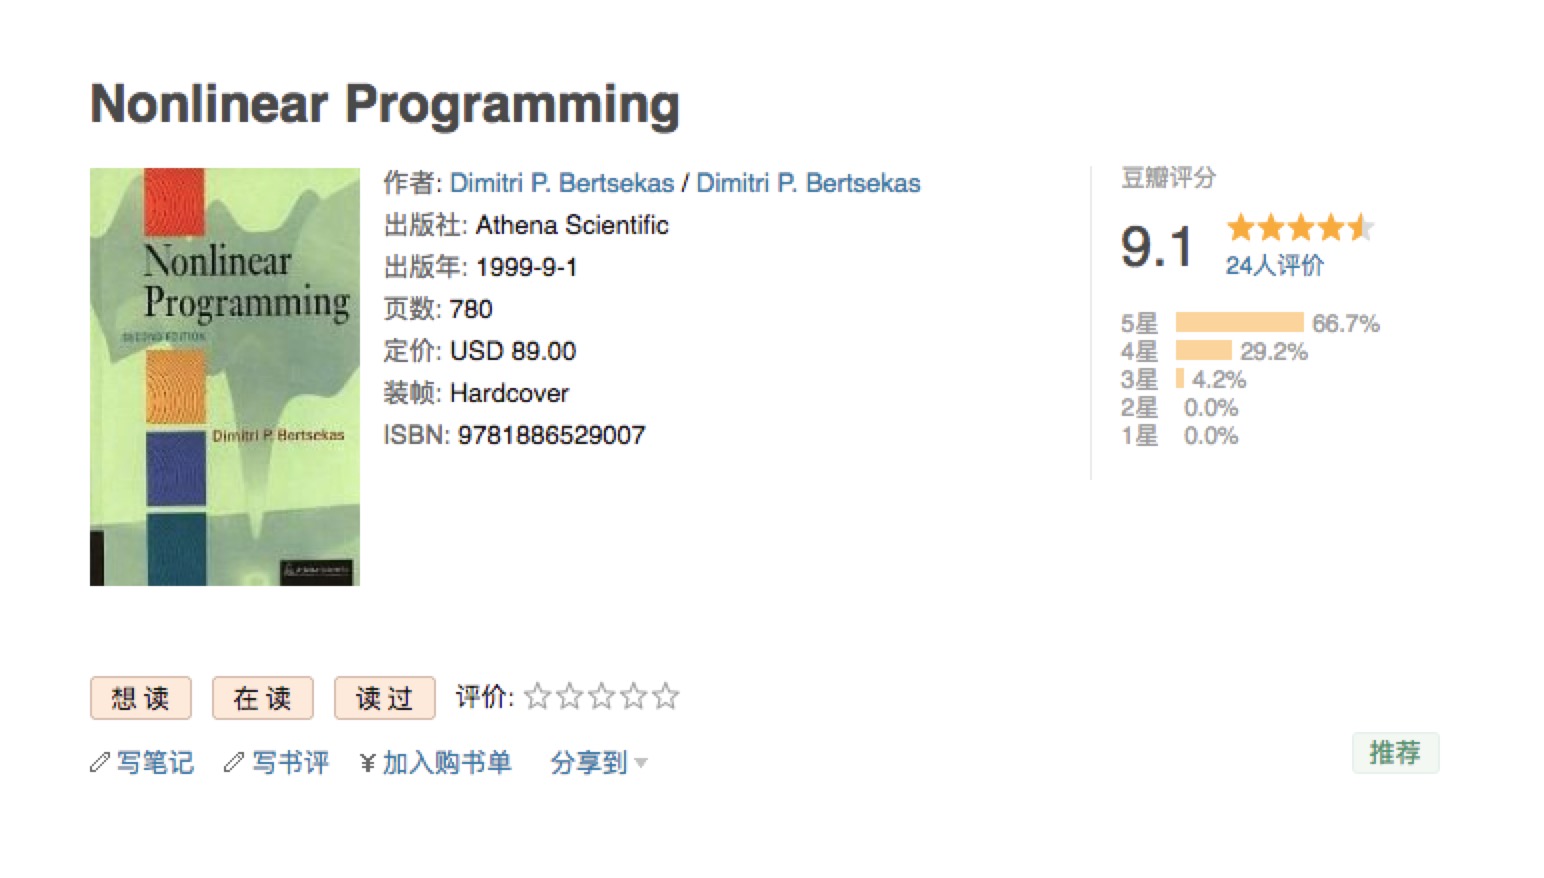 Nonlinear Programming
Nonlinear
Programming
SECOND EDITION
Dimitri P. Bertsekas
作者: Dimitri P. Bertsekas / Dimitri P. Bertsekas
出版社: Athena Scientific
出版年: 1999-9-1
页数: 780
定价: USD 89.00
装帧: Hardcover
ISBN: 9781886529007
豆瓣评分
9.1
24人评价
5星 66.7%
4星 29.2%
3星 4.2%
2星 0.0%
1星 0.0%
想读 在读 读过 评价:
写笔记 写书评 ¥加入购书单 分享到
推荐